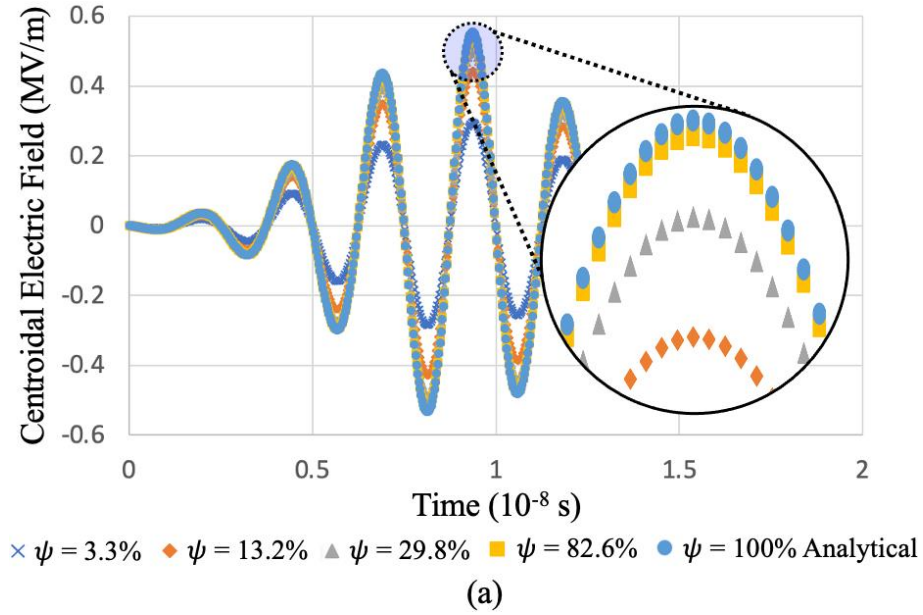 Centroidal Electric Field (MV/m)
0.6
0.4
0.2
0
-0.2
-0.4
-0.6
0 0.5 1 1.5 2
Time (10-8 s)
ψ = 3.3% ψ = 13.2% ψ = 29.8% ψ = 82.6% ψ = 100% Analytical
(a)